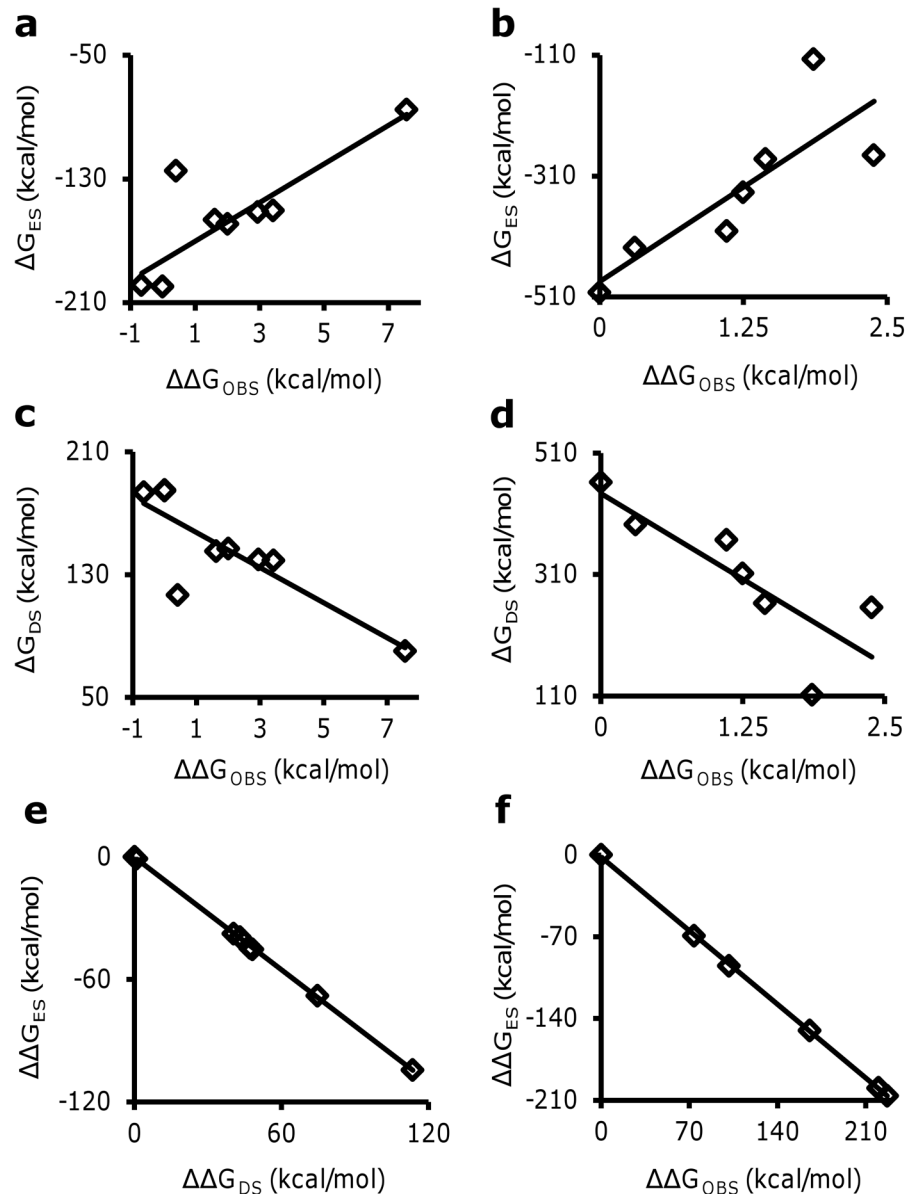 a
-50
-130
-210
-1 1 3 5 7
ΔG_ES (kcal/mol)
ΔΔG_OBS (kcal/mol)
b
-110
-310
-510
0 1.25 2.5
ΔG_ES (kcal/mol)
ΔΔG_OBS (kcal/mol)
c
210
130
50
-1 1 3 5 7
ΔG_DS (kcal/mol)
ΔΔG_OBS (kcal/mol)
d
510
310
110
0 1.25 2.5
ΔG_DS (kcal/mol)
ΔΔG_OBS (kcal/mol)
e
0
-60
-120
0 60 120
ΔΔG_ES (kcal/mol)
ΔΔG_DS (kcal/mol)
f
0
-70
-140
-210
0 70 140 210
ΔΔG_ES (kcal/mol)
ΔΔG_OBS (kcal/mol)